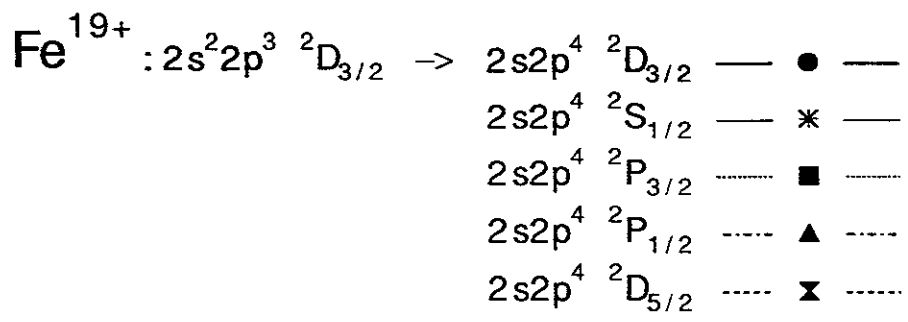 Fe¹⁹⁺ : 2s²2p³ ²D₃/₂ -> 2s2p⁴ ²D₃/₂
2s2p⁴ ²S₁/₂
2s2p⁴ ²P₃/₂
2s2p⁴ ²P₁/₂
2s2p⁴ ²D₅/₂